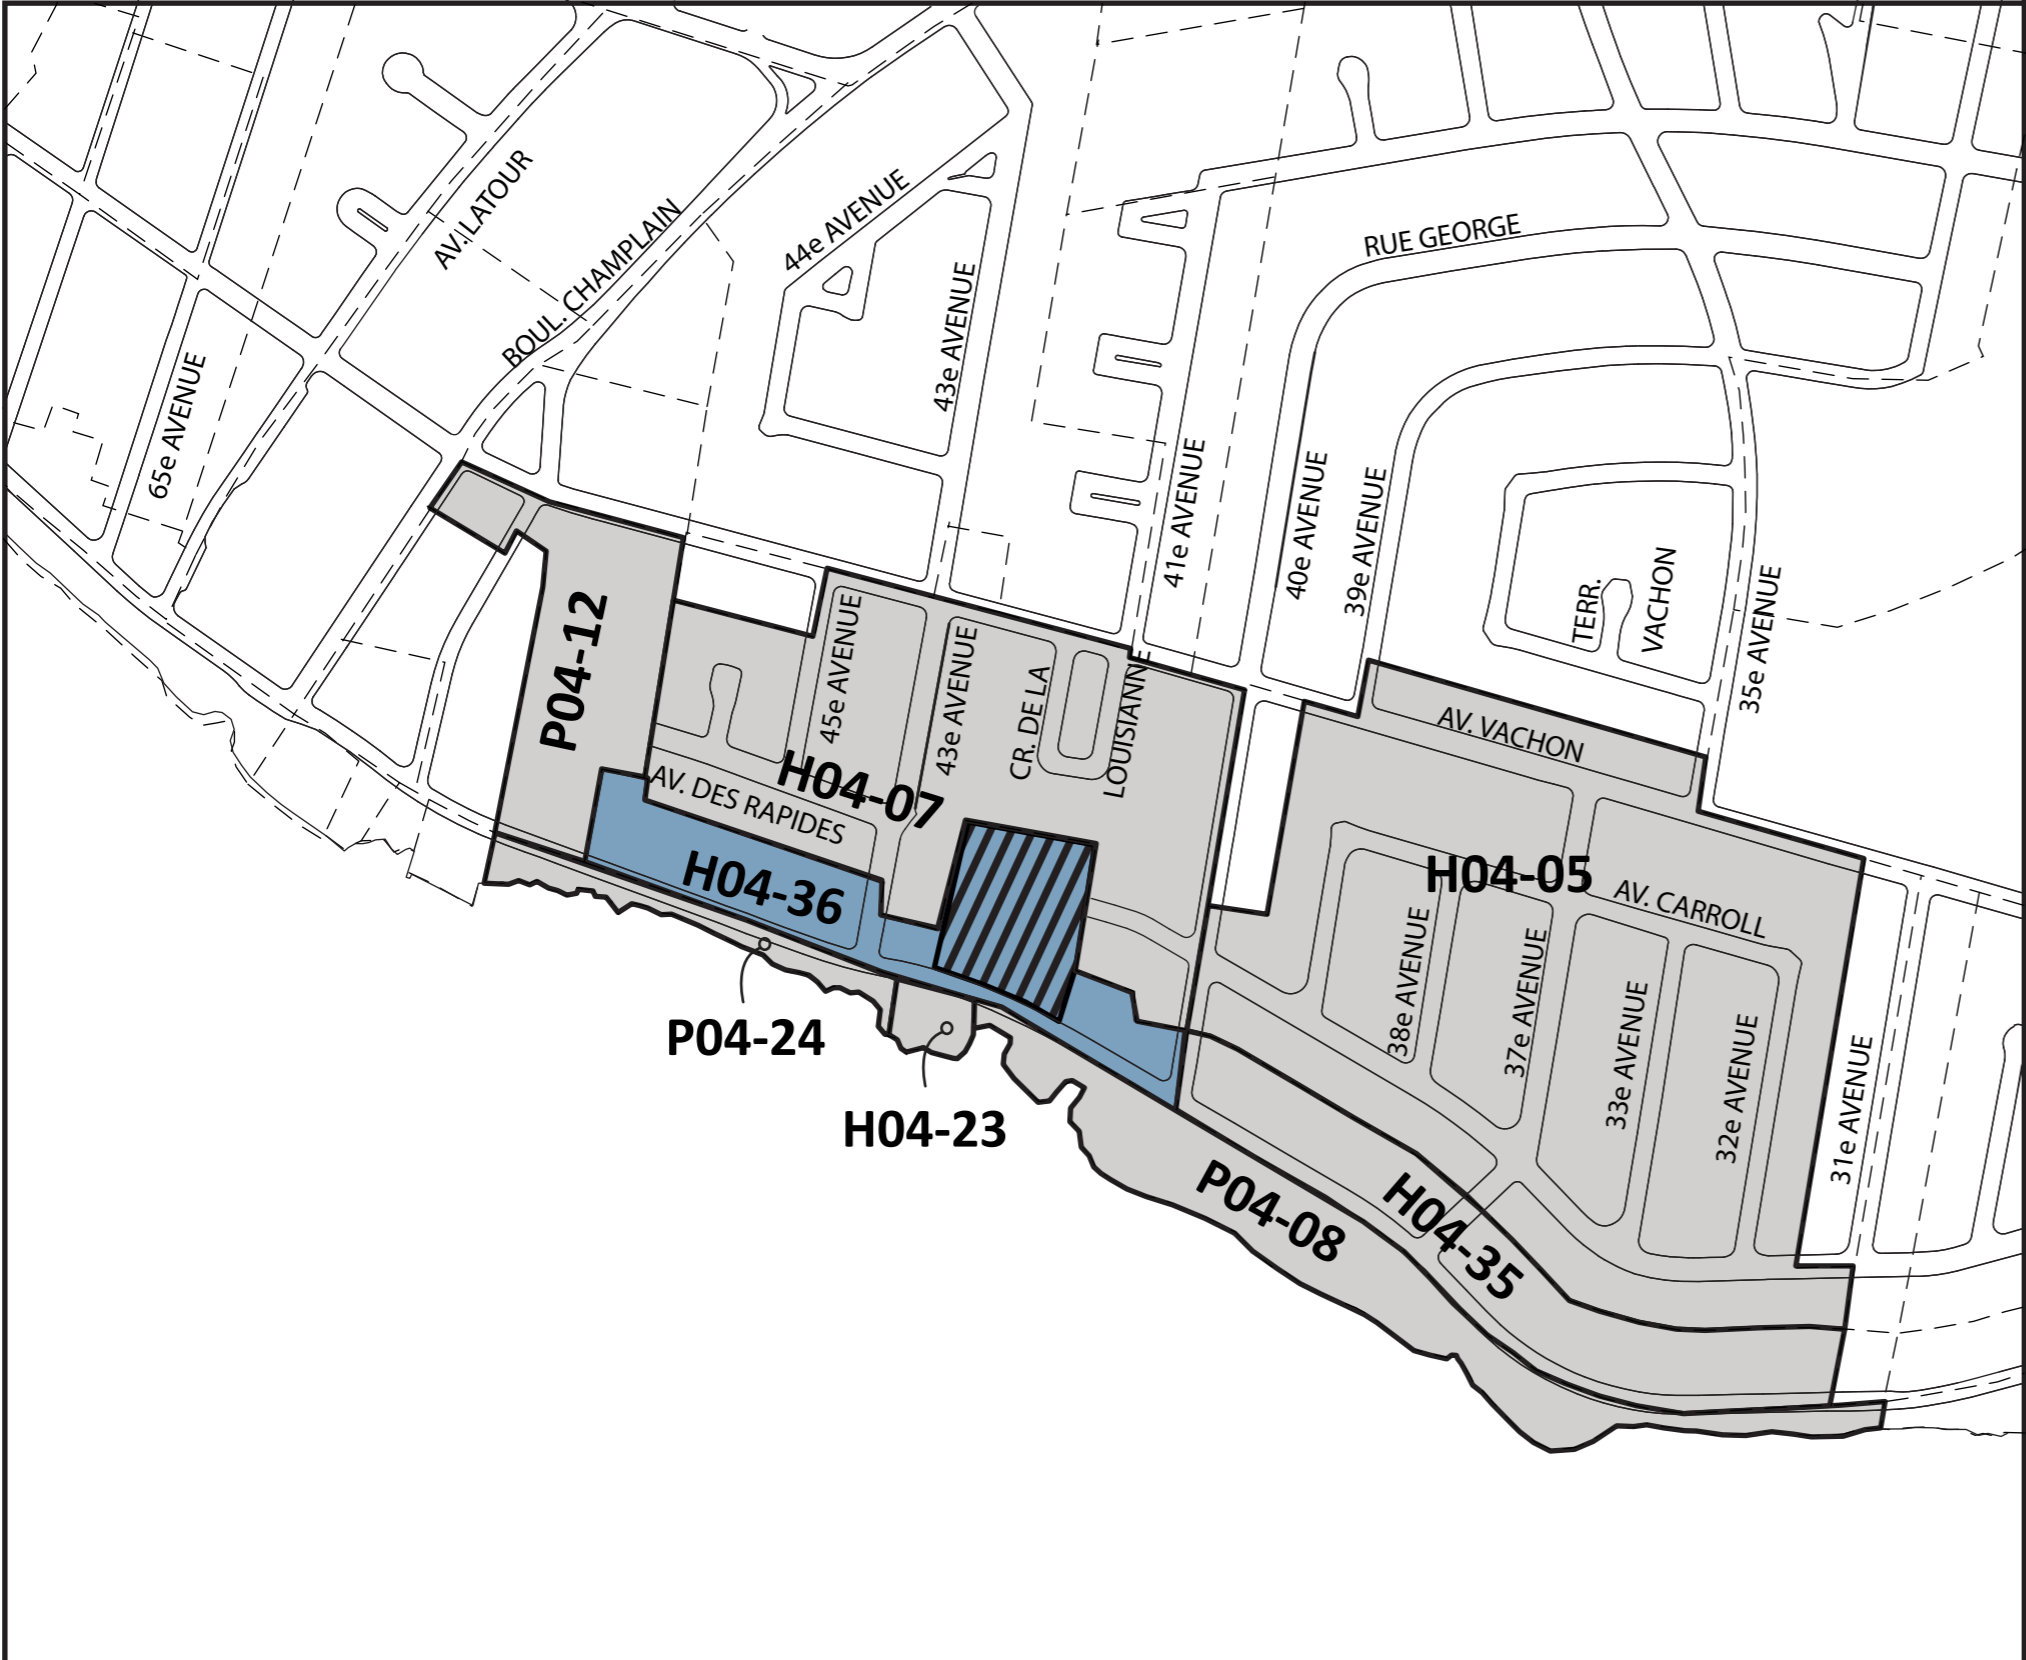 AV. LATOUR
BOUL. CHAMPLAIN
44e AVENUE
43e AVENUE
RUE GEORGE
65e AVENUE
41e AVENUE
40e AVENUE
39e AVENUE
TERR.
VACHON
35e AVENUE
P04-12
45e AVENUE
43e AVENUE
CR. DE LA
LOUISIANNE
AV. VACHON
H04-07
AV. DES RAPIDES
H04-36
H04-05
AV. CARROLL
38e AVENUE
37e AVENUE
33e AVENUE
32e AVENUE
31e AVENUE
P04-24
H04-23
P04-08
H04-35